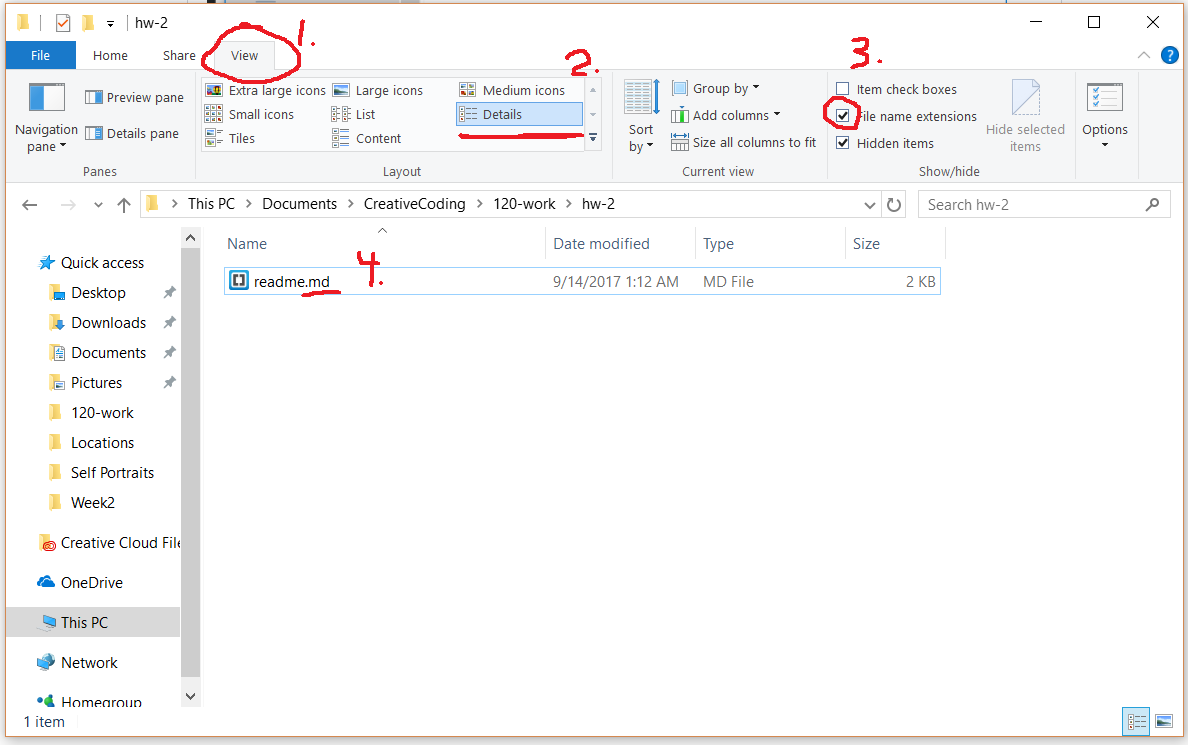 hw-2
1.
File Home Share View
2.
3.
Navigation pane
Preview pane
Details pane
Panes
Extra large icons Large icons Medium icons
Small icons List Details
Tiles Content
Layout
Sort by
Group by
Add columns
Size all columns to fit
Current view
Item check boxes
File name extensions
Hidden items
Hide selected items
Show/hide
Options
This PC > Documents > CreativeCoding > 120-work > hw-2
Search hw-2
Name Date modified Type Size
4.
readme.md 9/14/2017 1:12 AM MD File 2 KB
Quick access
Desktop
Downloads
Documents
Pictures
120-work
Locations
Self Portraits
Week2
Creative Cloud File
OneDrive
This PC
Network
Homegroup
1 item